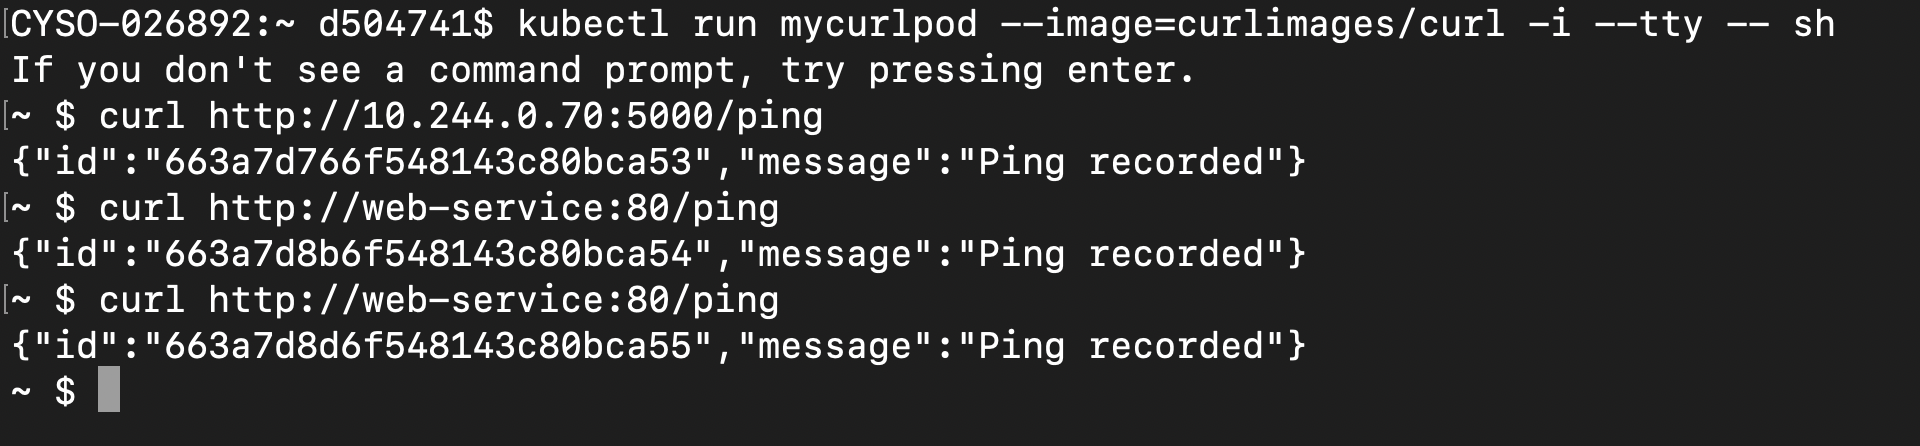 [CYSO-026892:~ d504741$ kubectl run mycurlpod --image=curlimages/curl -i --tty -- sh
If you don't see a command prompt, try pressing enter.
[~ $ curl http://10.244.0.70:5000/ping
{"id":"663a7d766f548143c80bca53","message":"Ping recorded"}
[~ $ curl http://web-service:80/ping
{"id":"663a7d8b6f548143c80bca54","message":"Ping recorded"}
[~ $ curl http://web-service:80/ping
{"id":"663a7d8d6f548143c80bca55","message":"Ping recorded"}
~ $